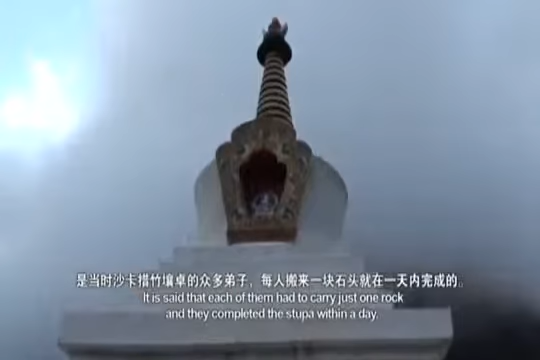 是当时沙卡措竹壤卓的众多弟子，每人搬来一块石头就在一天内完成的。
It is said that each of them had to carry just one rock
and they completed the stupa within a day.